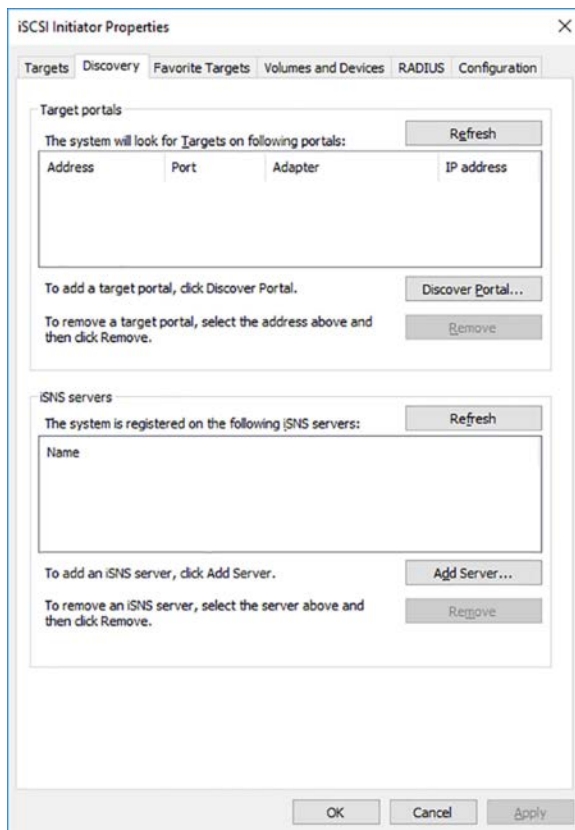 iSCSI Initiator Properties
Targets Discovery Favorite Targets Volumes and Devices RADIUS Configuration
Target portals
The system will look for Targets on following portals:
Refresh
Address Port Adapter IP address
To add a target portal, click Discover Portal.
Discover Portal...
To remove a target portal, select the address above and
then click Remove.
Remove
iSNS servers
The system is registered on the following iSNS servers:
Refresh
Name
To add an iSNS server, click Add Server.
Add Server...
To remove an iSNS server, select the server above and
then click Remove.
Remove
OK Cancel Apply